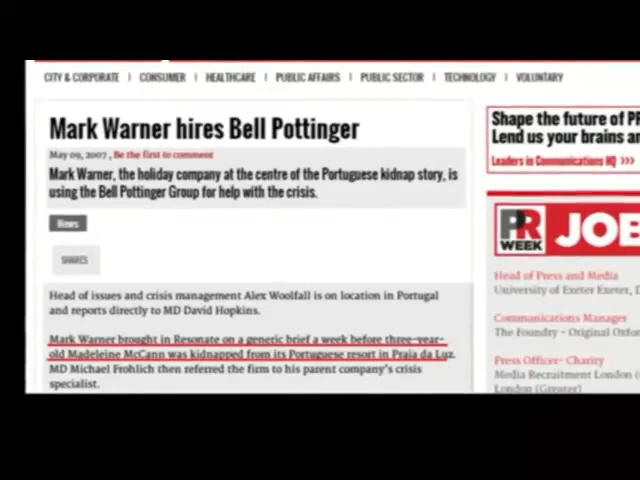 CITY & CORPORATE | CONSUMER | HEALTHCARE | PUBLIC AFFAIRS | PUBLIC SECTOR | TECHNOLOGY | VOLUNTARY
Mark Warner hires Bell Pottinger
May 09, 2007 , Be the first to comment
Mark Warner, the holiday company at the centre of the Portuguese kidnap story, is
using the Bell Pottinger Group for help with the crisis.
News
SHARES
Head of issues and crisis management Alex Woolfall is on location in Portugal
and reports directly to MD David Hopkins.
Mark Warner brought in Resonate on a generic brief a week before three-year-
old Madeleine McCann was kidnapped from its Portuguese resort in Praia da Luz.
MD Michael Frohlich then referred the firm to his parent company's crisis
specialist.
Shape the future of PR
Lend us your brains an
Leaders in Communications HQ >>>
PR
WEEK
JOB
Head of Press and Media
University of Exeter Exeter, D
Communications Manager
The Foundry - Original Oxfor
Press Officer- Charity
Media Recruitment London (
London (Greater)